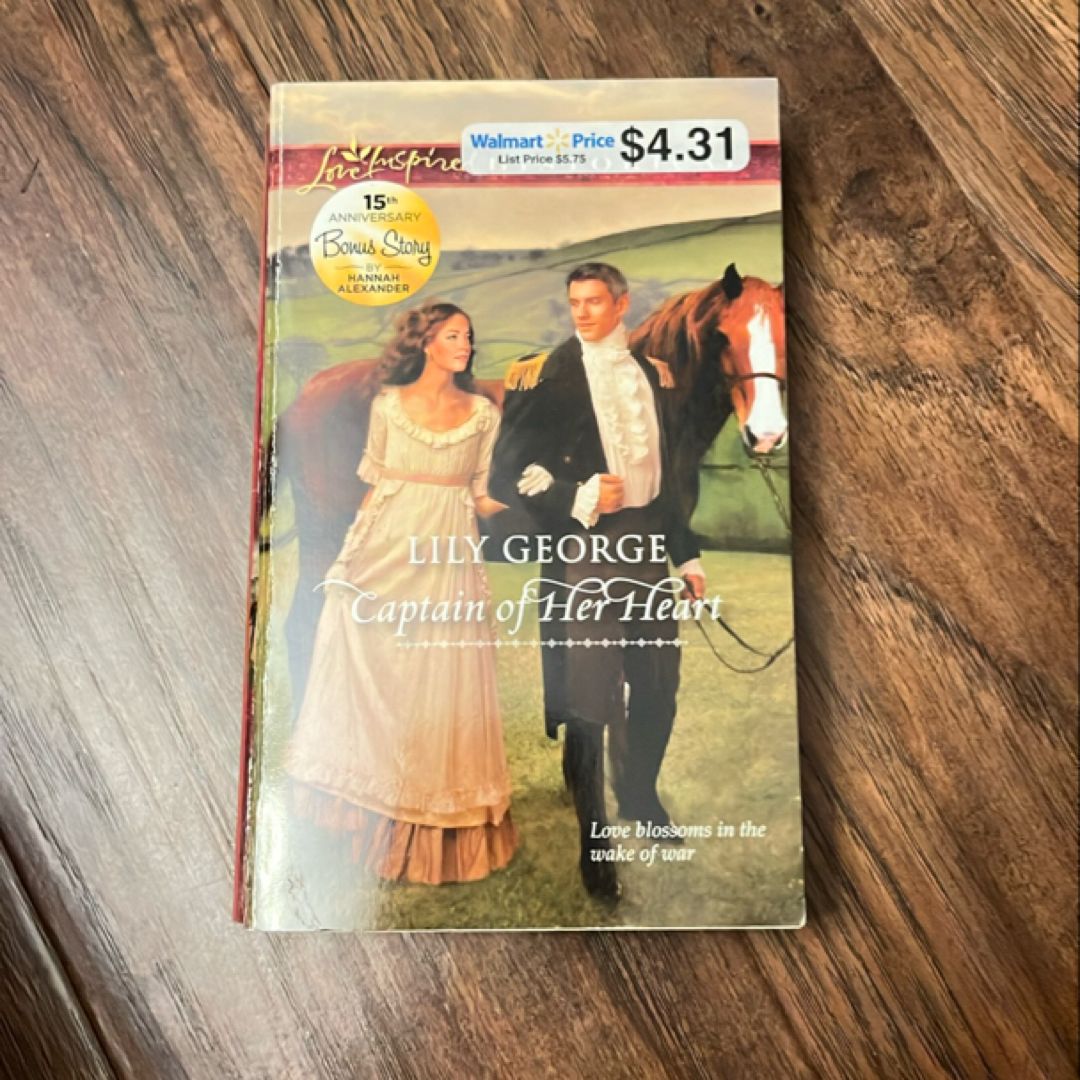 Walmart Price $4.31
List Price $5.75
Love Inspired
15th
ANNIVERSARY
Bonus Story
BY
HANNAH
ALEXANDER
LILY GEORGE
Captain of Her Heart
Love blossoms in the
wake of war